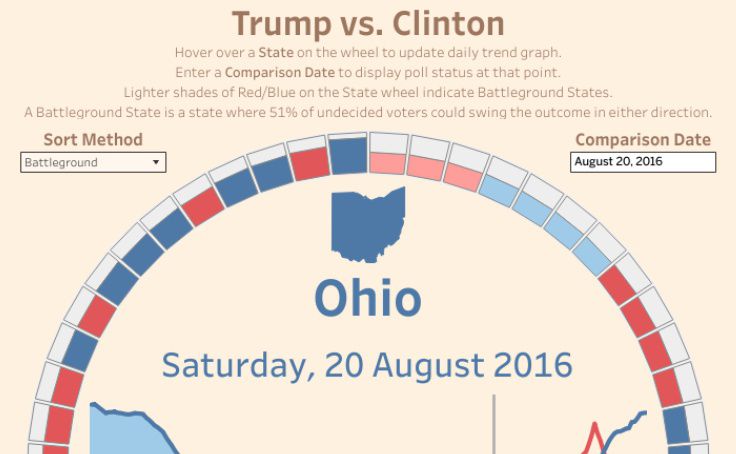 Trump vs. Clinton
Hover over a State on the wheel to update daily trend graph.
Enter a Comparison Date to display poll status at that point.
Lighter shades of Red/Blue on the State wheel indicate Battleground States.
A Battleground State is a state where 51% of undecided voters could swing the outcome in either direction.
Sort Method
Battleground
Comparison Date
August 20, 2016
Ohio
Saturday, 20 August 2016